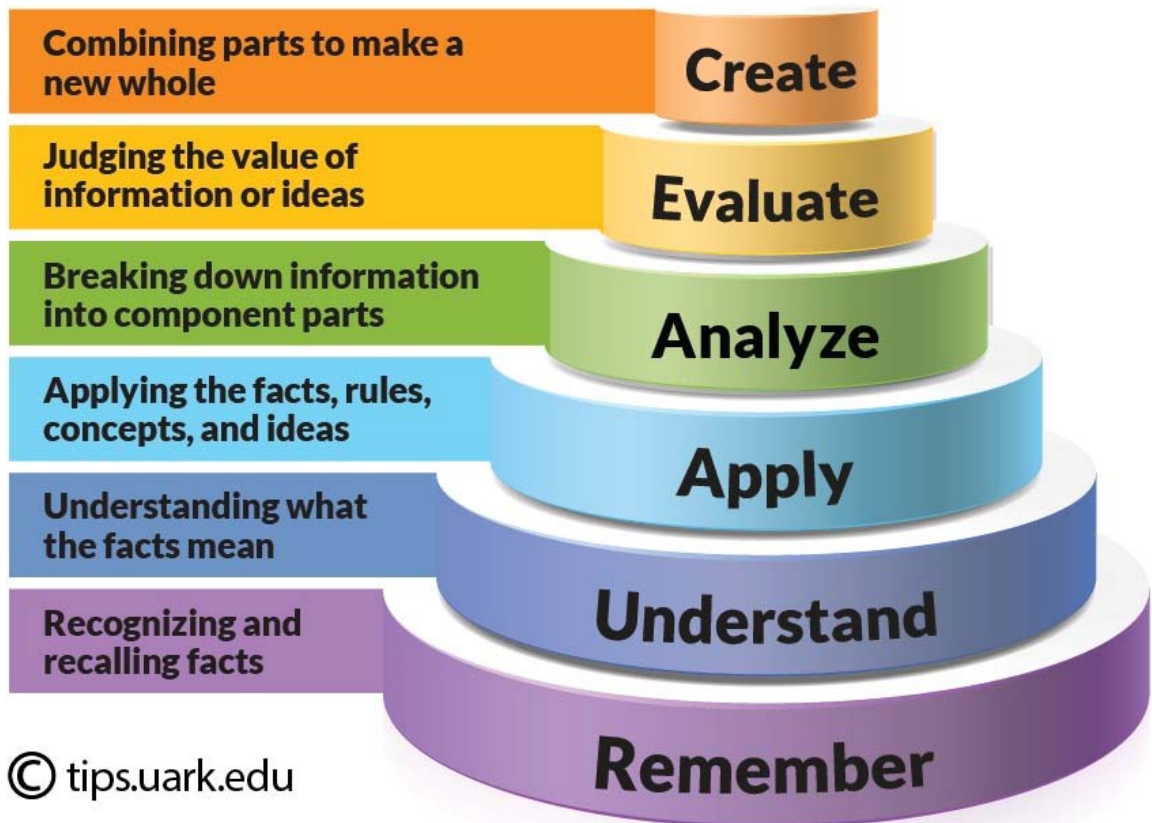 Combining parts to make a
new whole
Create
Judging the value of
information or ideas
Evaluate
Breaking down information
into component parts
Analyze
Applying the facts, rules,
concepts, and ideas
Apply
Understanding what
the facts mean
Understand
Recognizing and
recalling facts
Remember
© tips.uark.edu